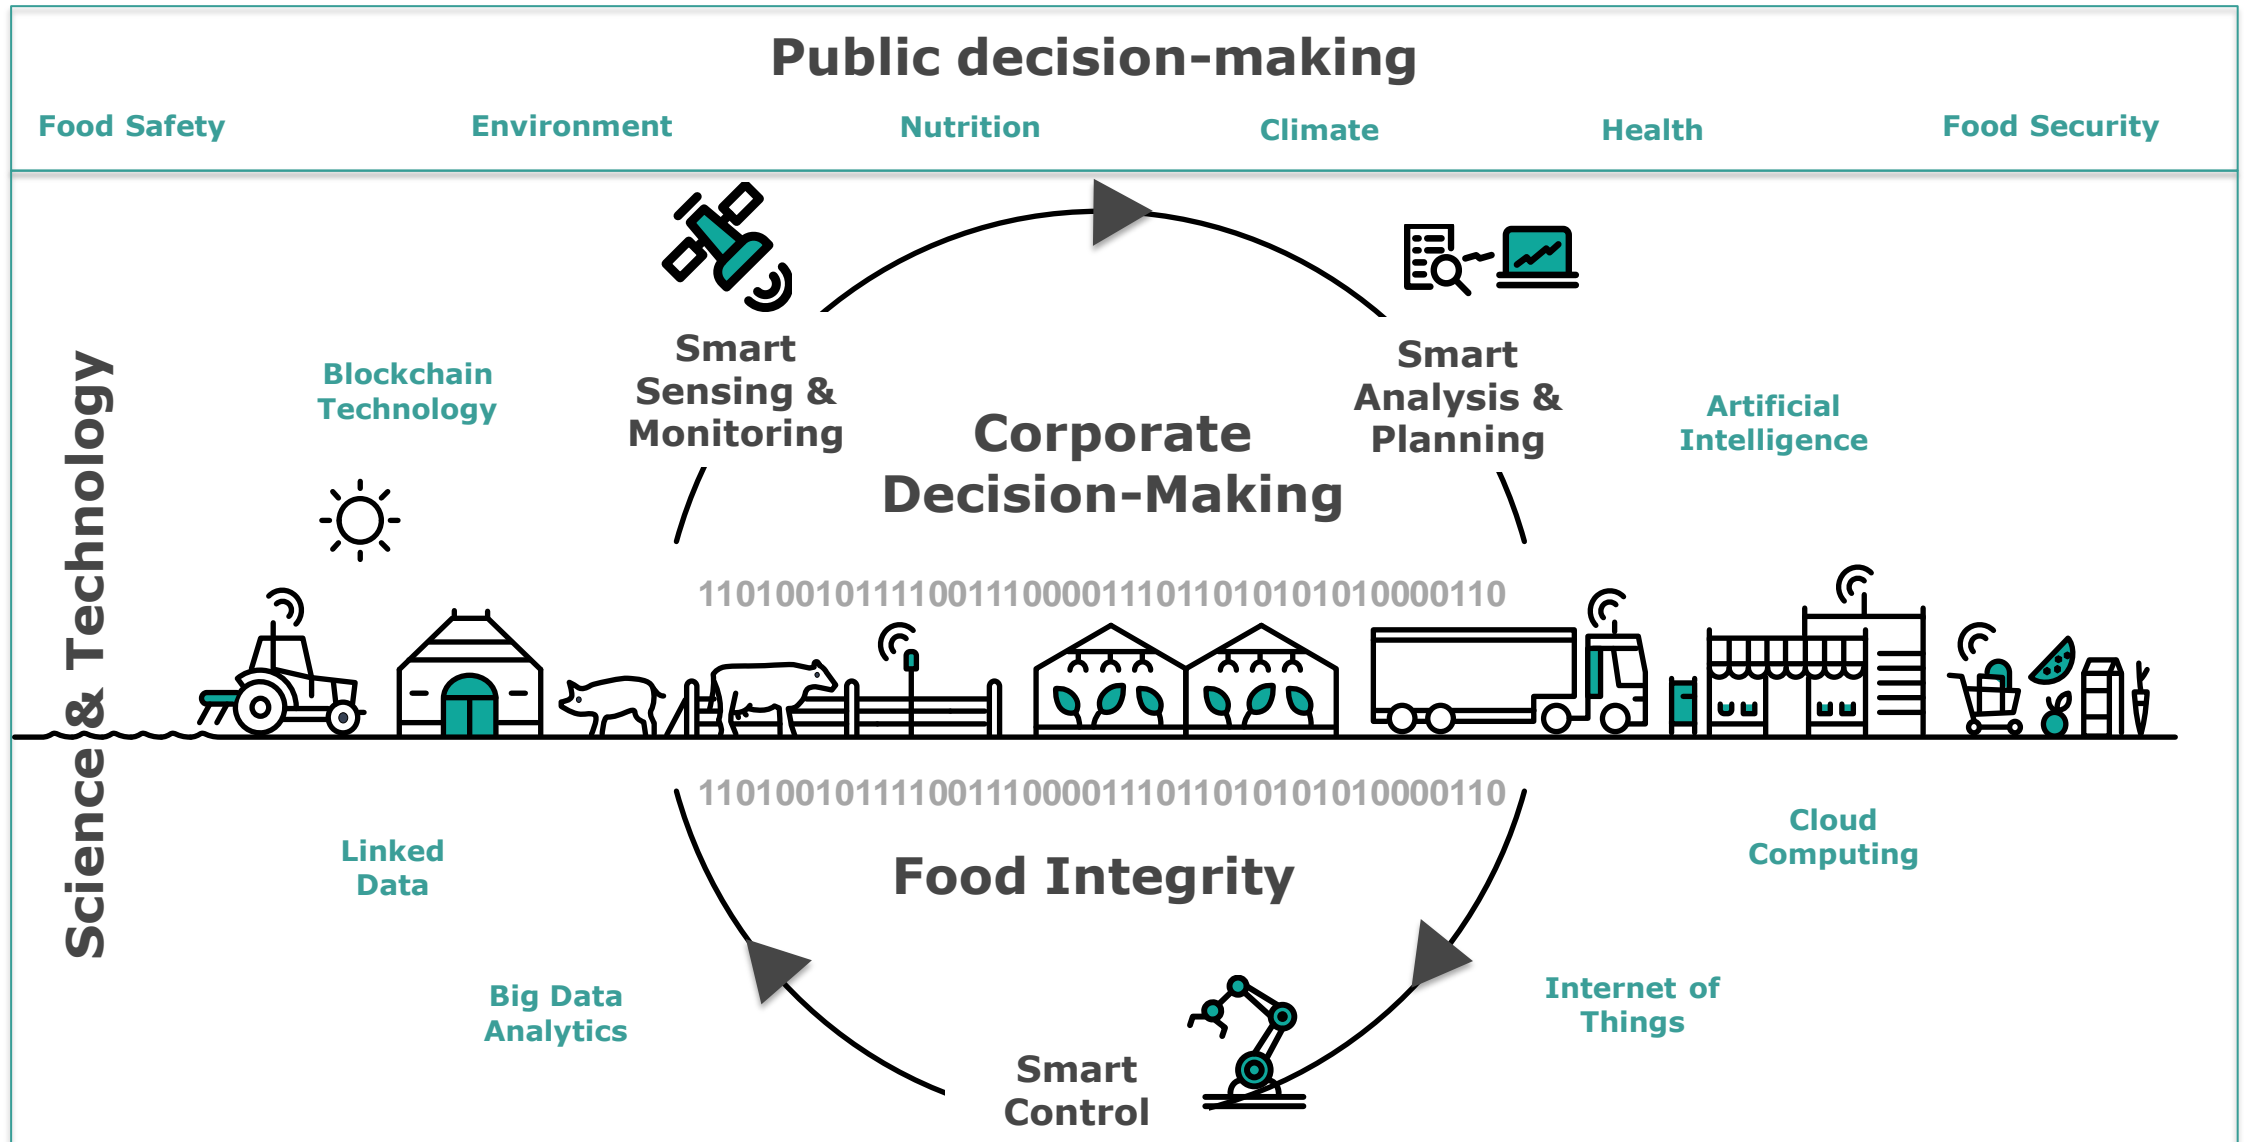 Public decision-making
Food Safety
Environment
Nutrition
Climate
Health
Food Security
Science & Technology
Blockchain
Technology
Smart
Sensing &
Monitoring
Corporate
Decision-Making
Smart
Analysis &
Planning
Artificial
Intelligence
110100101111001110000111011010101010000110
110100101111001110000111011010101010000110
Linked
Data
Food Integrity
Cloud
Computing
Big Data
Analytics
Internet of
Things
Smart
Control